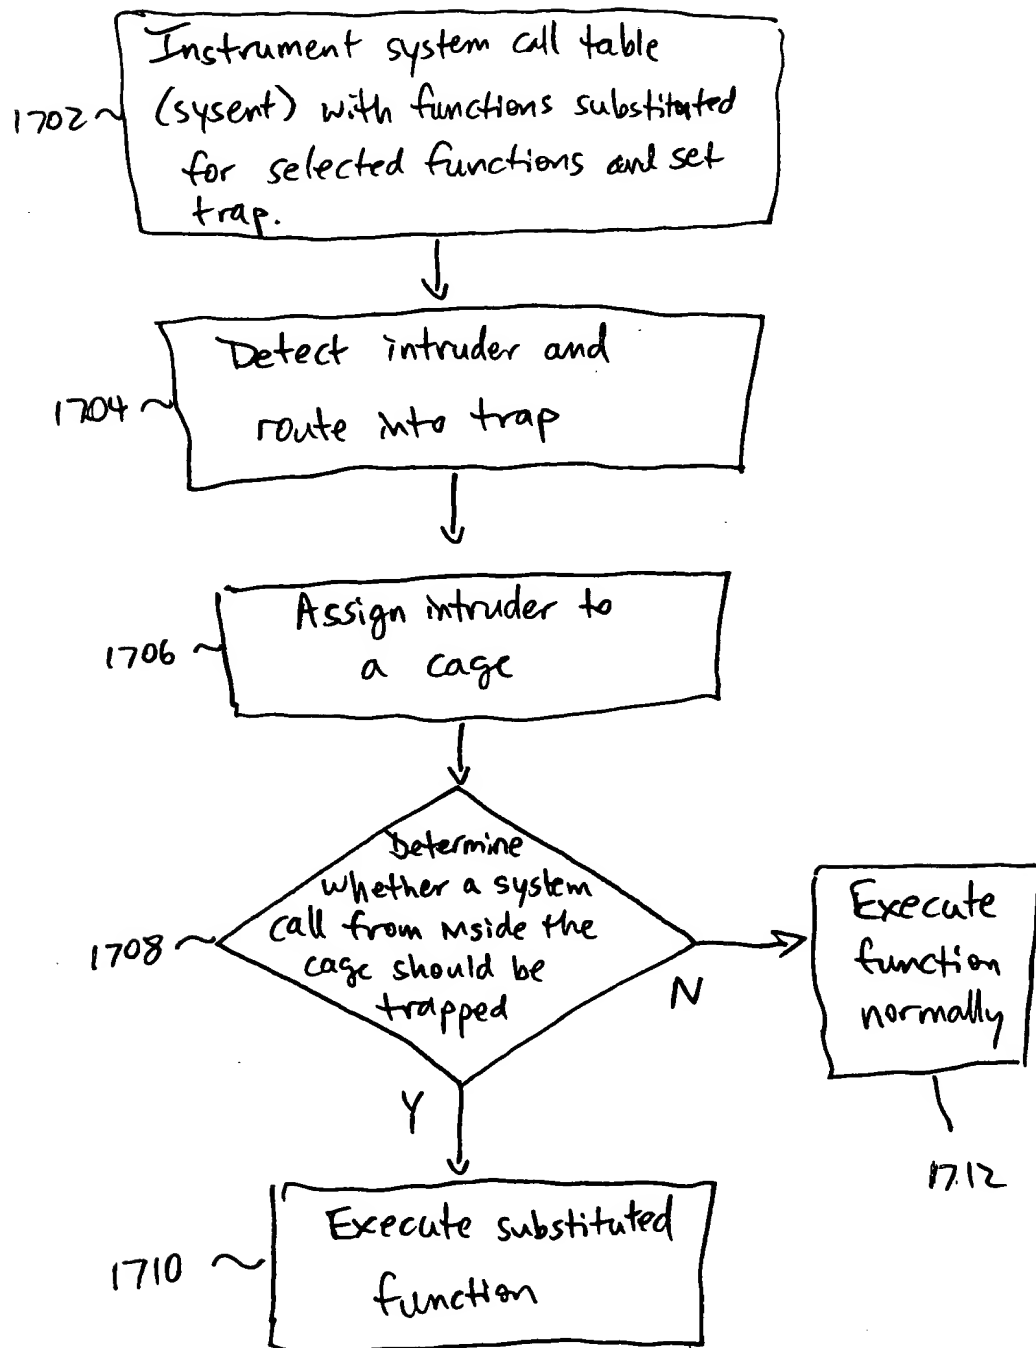 Instrument system call table
1702 (sysent) with functions substituted
for selected functions and set
trap.
Detect intruder and
1704
route into trap
Assign intruder to
1706
a cage
Determine
whether a system
call from inside the
1708
cage should be
trapped
N
Execute
function
normally
1712
Y
Execute substituted
1710
function